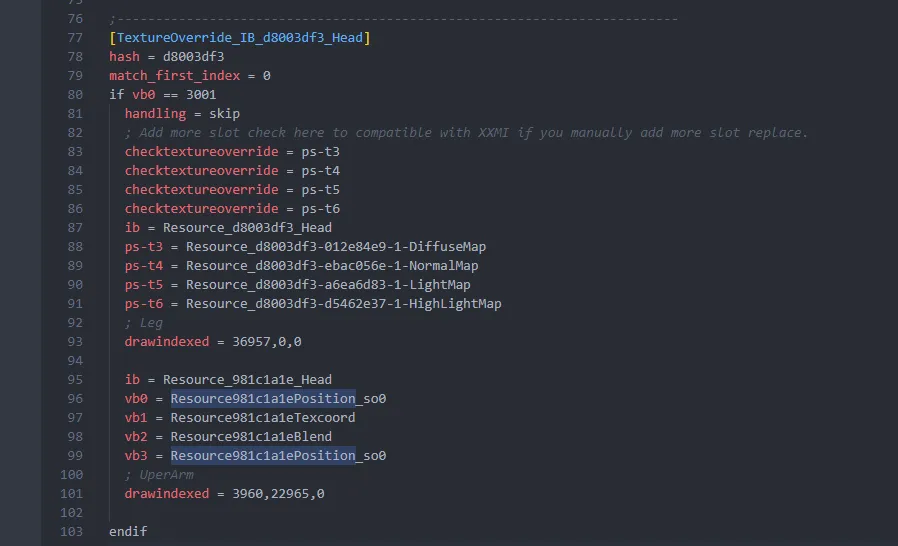 75
76 ;-----------------------------------------------------------------------
77 [TextureOverride_IB_d8003df3_Head]
78 hash = d8003df3
79 match_first_index = 0
80 if vb0 == 3001
81 handling = skip
82 ; Add more slot check here to compatible with XXMI if you manually add more slot replace.
83 checktextureoverride = ps-t3
84 checktextureoverride = ps-t4
85 checktextureoverride = ps-t5
86 checktextureoverride = ps-t6
87 ib = Resource_d8003df3_Head
88 ps-t3 = Resource_d8003df3-012e84e9-1-DiffuseMap
89 ps-t4 = Resource_d8003df3-ebac056e-1-NormalMap
90 ps-t5 = Resource_d8003df3-a6ea6d83-1-LightMap
91 ps-t6 = Resource_d8003df3-d5462e37-1-HighLightMap
92 ; Leg
93 drawindexed = 36957,0,0
94
95 ib = Resource_981c1a1e_Head
96 vb0 = Resource981c1a1ePosition_so0
97 vb1 = Resource981c1a1eTexcoord
98 vb2 = Resource981c1a1eBlend
99 vb3 = Resource981c1a1ePosition_so0
100 ; UperArm
101 drawindexed = 3960,22965,0
102
103 endif